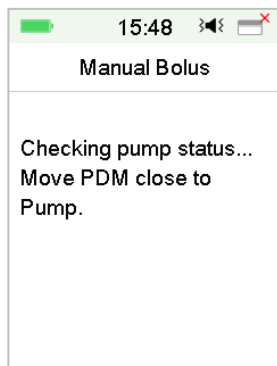 15:48
Manual Bolus
Checking pump status...
Move PDM close to
Pump.